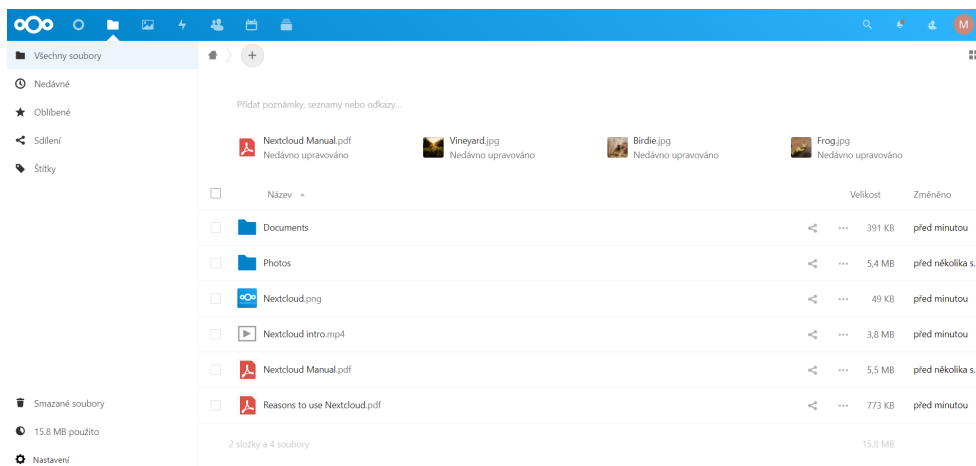 M
Všechny soubory
Nedávné
Oblíbené
Sdílení
Štítky
Smazané soubory
15.8 MB použito
Nastavení
+
Přidat poznámky, seznamy nebo odkazy...
Nextcloud Manual.pdf
Nedávno upravováno
Vineyard.jpg
Nedávno upravováno
Birdie.jpg
Nedávno upravováno
Frog.jpg
Nedávno upravováno
Název Velikost Změněno
Documents 391 KB před minutou
Photos 5,4 MB před několika s.
Nextcloud.png 49 KB před minutou
Nextcloud intro.mp4 3,8 MB před minutou
Nextcloud Manual.pdf 5,5 MB před několika s.
Reasons to use Nextcloud.pdf 773 KB před minutou
2 složky a 4 soubory 15.8 MB